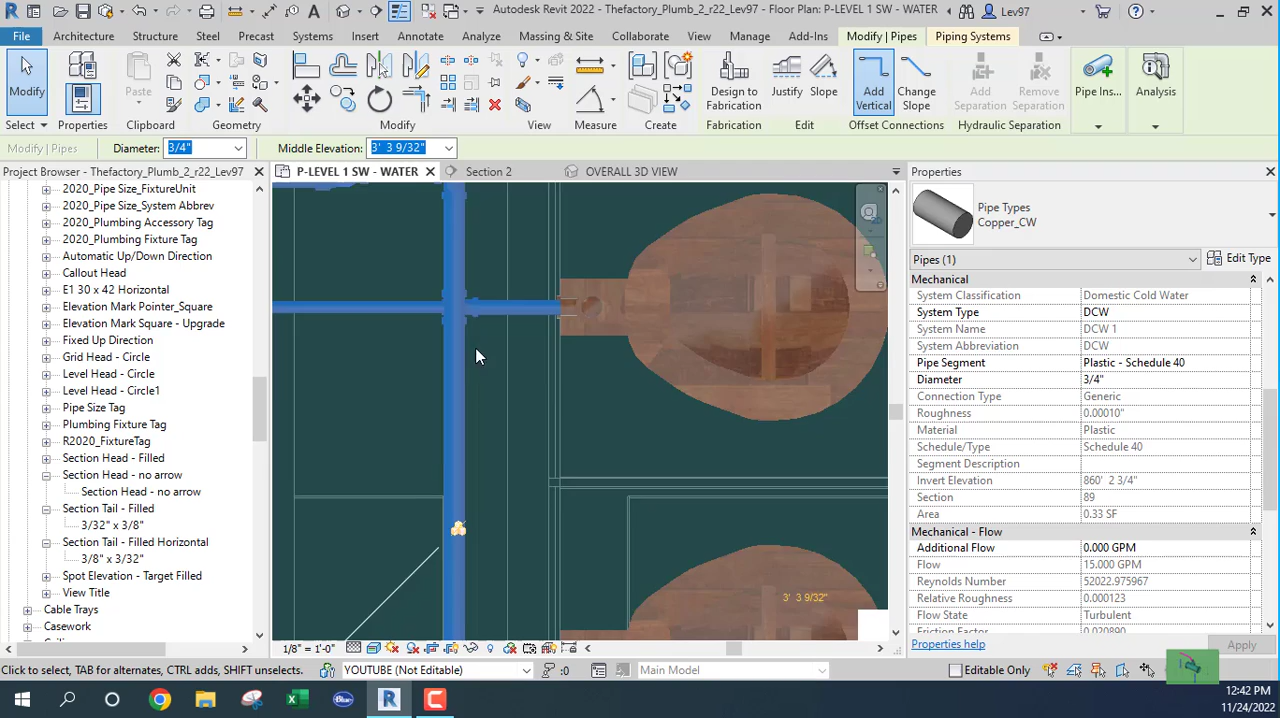 Autodesk Revit 2022 - Thefactory_Plumb_2_r22_Lev97 - Floor Plan: P-LEVEL 1 SW - WATER
Lev97
File Architecture Structure Steel Precast Systems Insert Annotate Analyze Massing & Site Collaborate View Manage Add-Ins Modify | Pipes Piping Systems
Modify
Paste
Design to Fabrication
Justify
Slope
Add Vertical
Change Slope
Add Separation
Remove Separation
Pipe Ins...
Analysis
Select Properties Clipboard Geometry Modify View Measure Create Fabrication Edit Offset Connections Hydraulic Separation
Modify | Pipes Diameter: 3/4" Middle Elevation: 3' 3 9/32"
Project Browser - Thefactory_Plumb_2_r22_Lev97
P-LEVEL 1 SW - WATER
Section 2
OVERALL 3D VIEW
Properties
2020_Pipe Size_FixtureUnit
2020_Pipe Size_System Abbrev
2020_Plumbing Accessory Tag
2020_Plumbing Fixture Tag
Automatic Up/Down Direction
Callout Head
E1 30 x 42 Horizontal
Elevation Mark Pointer_Square
Elevation Mark Square - Upgrade
Fixed Up Direction
Grid Head - Circle
Level Head - Circle
Level Head - Circle1
Pipe Size Tag
Plumbing Fixture Tag
R2020_FixtureTag
Section Head - Filled
Section Head - no arrow
Section Head - no arrow
Section Tail - Filled
3/32" x 3/8"
Section Tail - Filled Horizontal
3/8" x 3/32"
Spot Elevation - Target Filled
View Title
Cable Trays
Casework
3' 3 9/32"
Pipe Types
Copper_CW
Pipes (1)
Edit Type
Mechanical
System Classification Domestic Cold Water
System Type DCW
System Name DCW 1
System Abbreviation DCW
Pipe Segment Plastic - Schedule 40
Diameter 3/4"
Connection Type Generic
Roughness 0.00010"
Material Plastic
Schedule/Type Schedule 40
Segment Description
Invert Elevation 860' 2 3/4"
Section 89
Area 0.33 SF
Mechanical - Flow
Additional Flow 0.000 GPM
Flow 15.000 GPM
Reynolds Number 52022.975967
Relative Roughness 0.000123
Flow State Turbulent
Friction Factor 0.020890
Properties help
Apply
1/8" = 1'-0"
Click to select, TAB for alternates, CTRL adds, SHIFT unselects.
YOUTUBE (Not Editable)
:0
Main Model
Editable Only
12:42 PM
11/24/2022